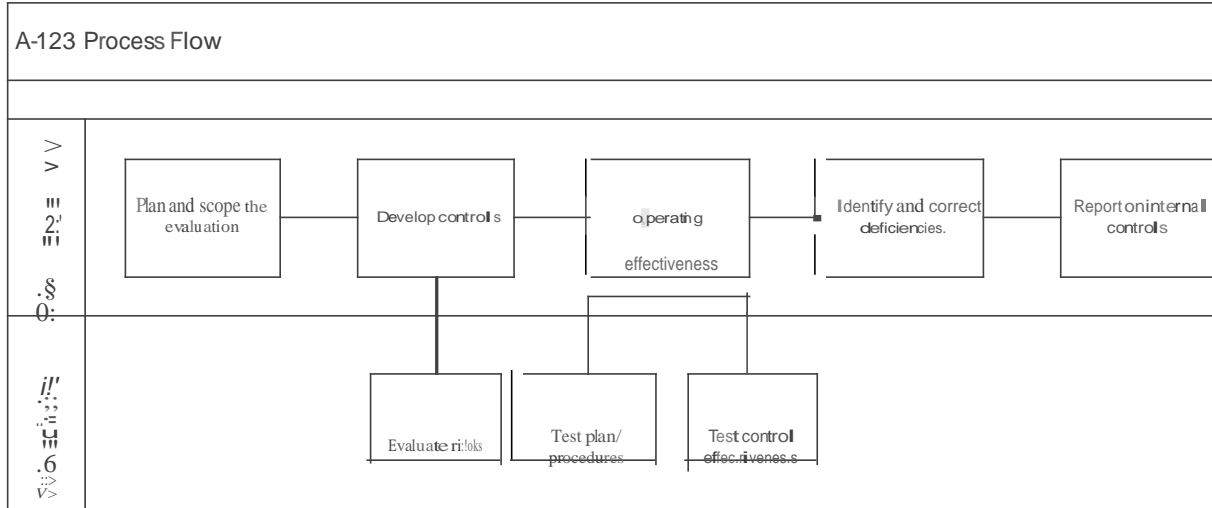 A-123 Process Flow
Plan and scope the
evaluation
Develop controls
operating
effectiveness
Identify and correct
deficiencies.
Report on internal
controls
Evaluate
Test plan/
procedures
Test control